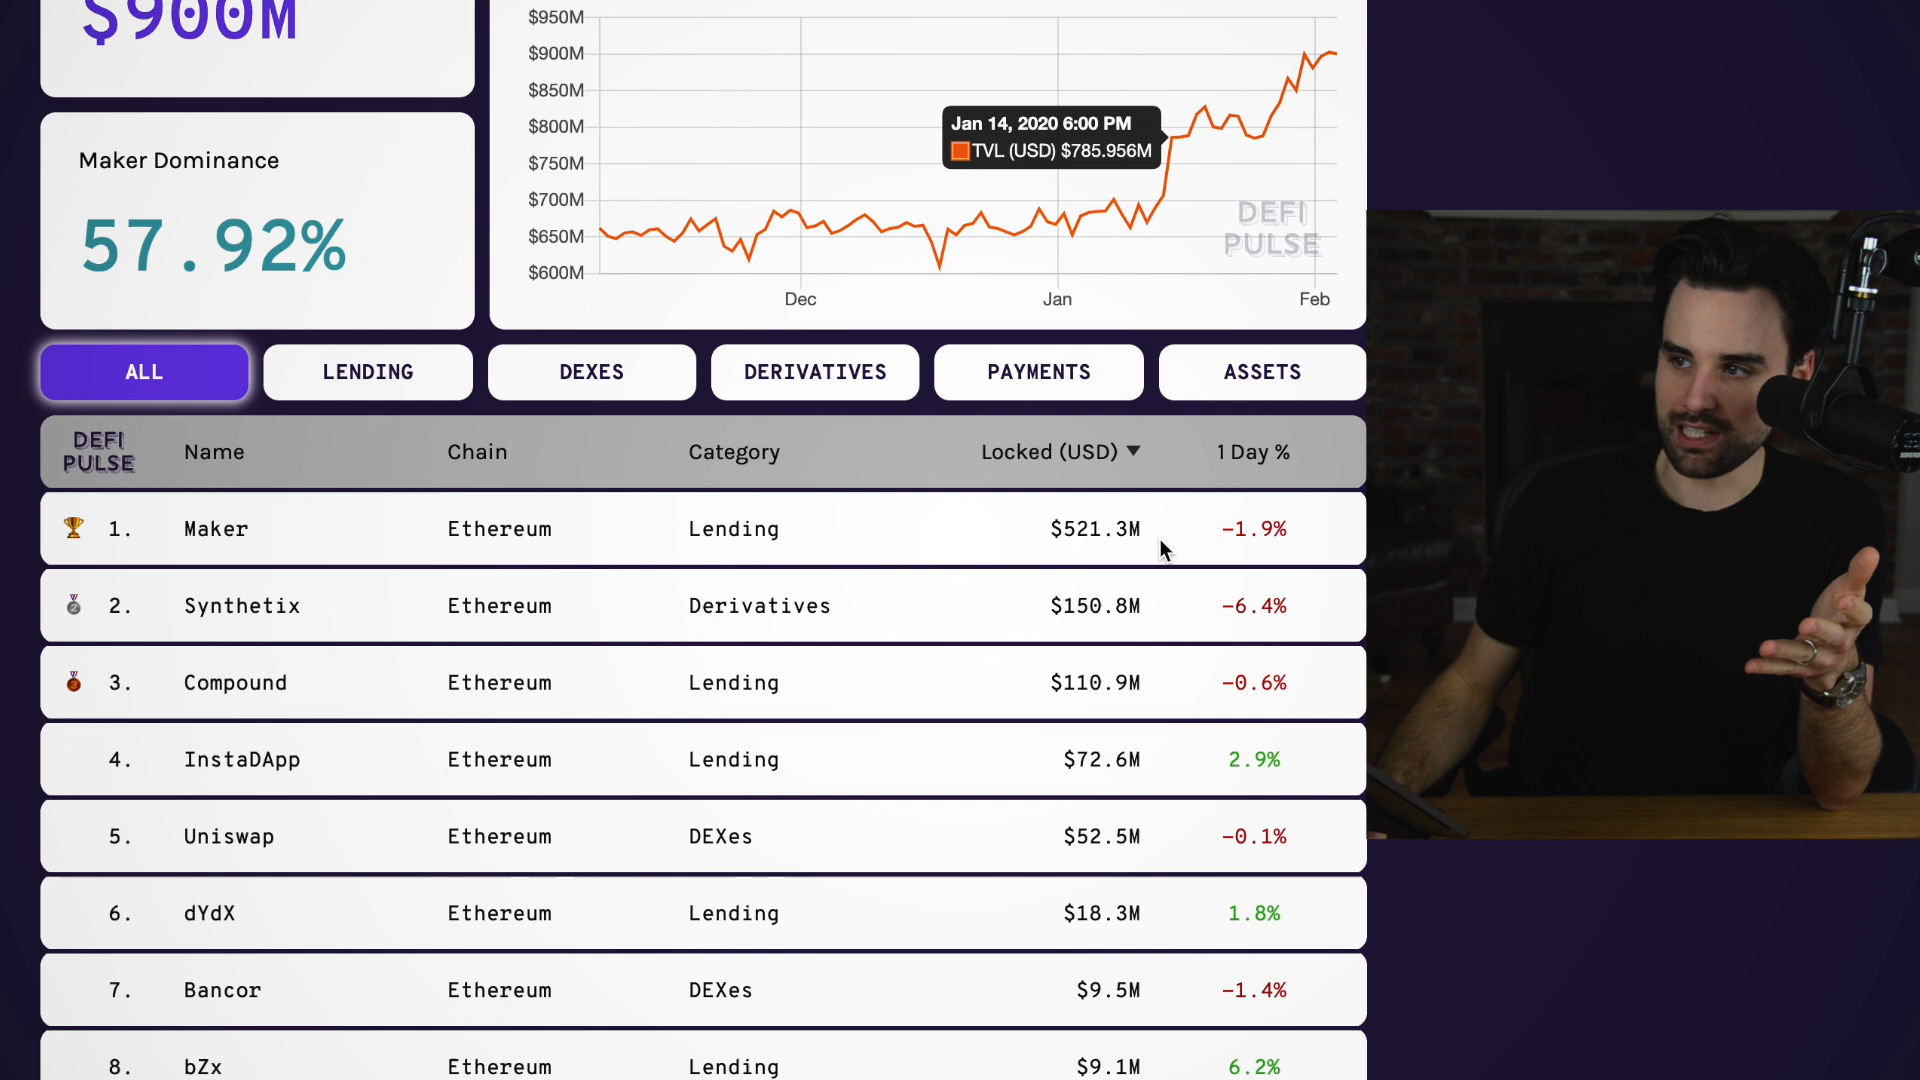 $900M
Maker Dominance
57.92%
$950M
$900M
$850M
$800M
$750M
$700M
$650M
$600M
Jan 14, 2020 6:00 PM
TVL (USD) $785.956M
DEFI
PULSE
Dec
Jan
Feb
ALL
LENDING
DEXES
DERIVATIVES
PAYMENTS
ASSETS
DEFI
PULSE
Name
Chain
Category
Locked (USD) ▼
1 Day %
1. Maker Ethereum Lending $521.3M -1.9%
2. Synthetix Ethereum Derivatives $150.8M -6.4%
3. Compound Ethereum Lending $110.9M -0.6%
4. InstaDApp Ethereum Lending $72.6M 2.9%
5. Uniswap Ethereum DEXes $52.5M -0.1%
6. dYdX Ethereum Lending $18.3M 1.8%
7. Bancor Ethereum DEXes $9.5M -1.4%
8. bZx Ethereum Lending $9.1M 6.2%